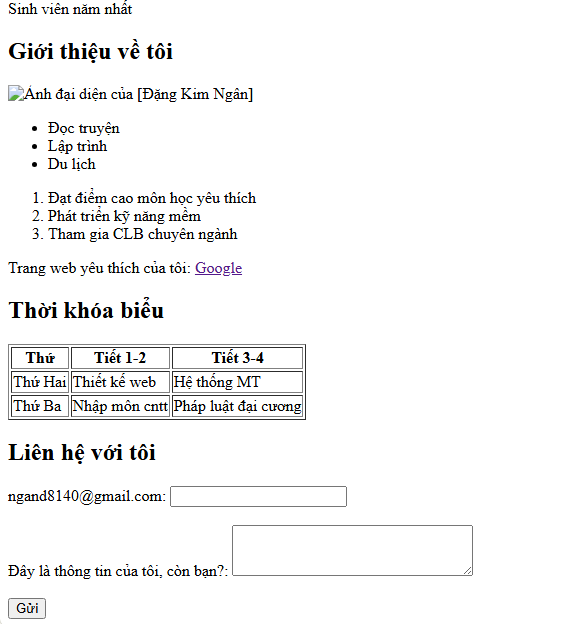 Sinh viên năm nhất
Giới thiệu về tôi
Ảnh đại diện của [Đặng Kim Ngân]
Đọc truyện
Lập trình
Du lịch
1. Đạt điểm cao môn học yêu thích
2. Phát triển kỹ năng mềm
3. Tham gia CLB chuyên ngành
Trang web yêu thích của tôi: Google
Thời khóa biểu
Thứ Tiết 1-2 Tiết 3-4
Thứ Hai Thiết kế web Hệ thống MT
Thứ Ba Nhập môn cntt Pháp luật đại cương
Liên hệ với tôi
ngand8140@gmail.com:
Đây là thông tin của tôi, còn bạn?:
Gửi